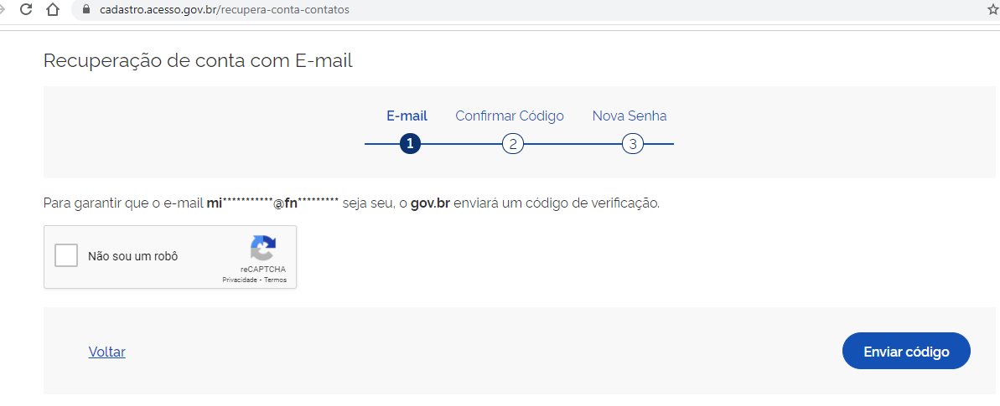 cadastro.acesso.gov.br/recupera-conta-contatos
Recuperação de conta com E-mail
E-mail Confirmar Código Nova Senha
1 2 3
Para garantir que o e-mail mi***********@fn********* seja seu, o gov.br enviará um código de verificação.
Não sou um robô
reCAPTCHA
Privacidade - Termos
Voltar
Enviar código